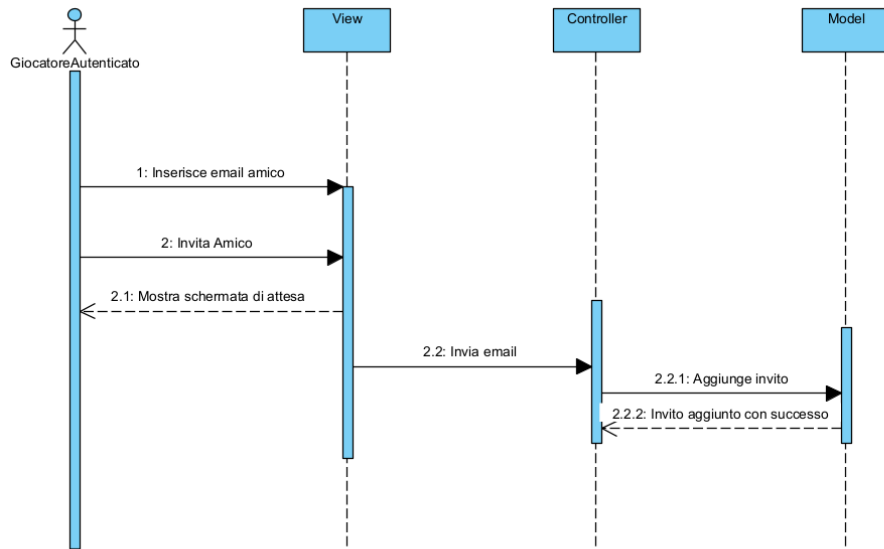 View
Controller
Model
GiocatoreAutenticato
1: Inserisce email amico
2: Invita Amico
2.1: Mostra schermata di attesa
2.2: Invia email
2.2.1: Aggiunge invito
2.2.2: Invito aggiunto con successo